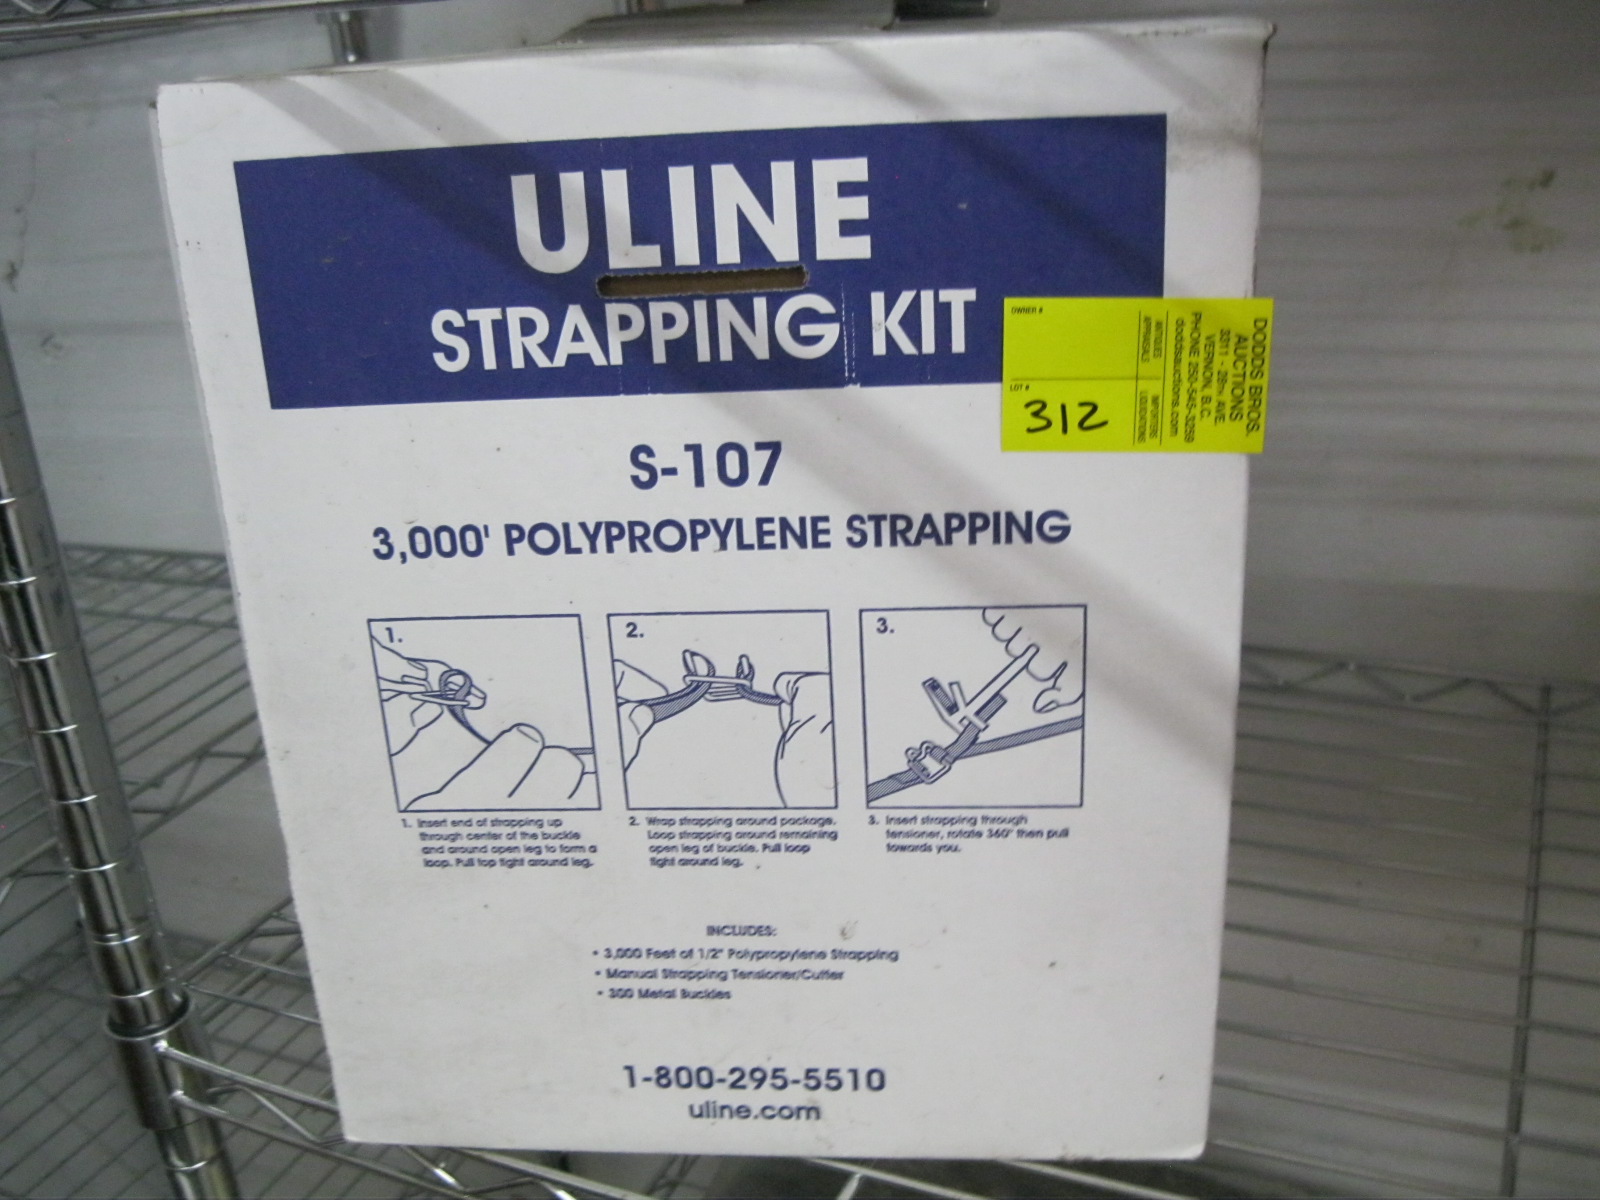 ULINE
STRAPPING KIT
S-107
3,000' POLYPROPYLENE STRAPPING
OWNER #
LOT #
312
ANTIQUES
APPRAISALS
IMPORTERS
LIQUIDATIONS
DODDS BROS.
AUCTIONS
3311 - 28TH AVE.
VERNON, B.C.
PHONE 250-545-3259
doddsauctions.com
1.
2.
3.
1. Insert end of strapping up
through center of the buckle
and around open leg to form a
loop. Pull top tight around leg.
2. Wrap strapping around package.
Loop strapping around remaining
open leg of buckle. Pull loop
tight around leg.
3. Insert strapping through
tensioner, rotate 360° then pull
towards you.
INCLUDES:
• 3,000 Feet of 1/2" Polypropylene Strapping
• Manual Strapping Tensioner/Cutter
• 300 Metal Buckles
1-800-295-5510
uline.com